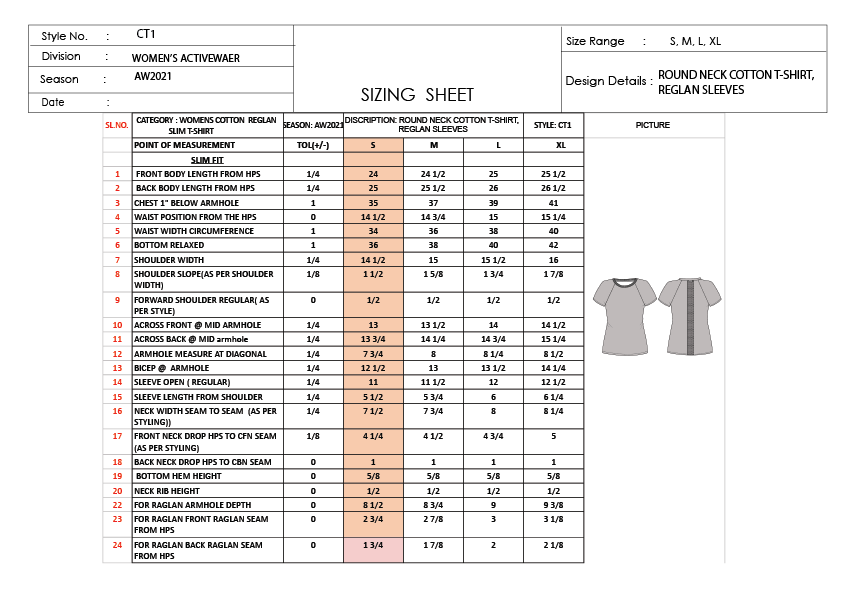 Style No. : CT1
Size Range : S, M, L, XL
Division : WOMEN'S ACTIVEWAER
Season : AW2021
Design Details : ROUND NECK COTTON T-SHIRT,
REGLAN SLEEVES
SIZING SHEET
Date :
SL.NO. CATEGORY : WOMENS COTTON REGLAN SEASON: AW2021 DISCRIPTION: ROUND NECK COTTON T-SHIRT, STYLE: CT1 PICTURE
SLIM T-SHIRT REGLAN SLEEVES
POINT OF MEASUREMENT TOL(+/-) S M L XL
SLIM FIT
1 FRONT BODY LENGTH FROM HPS 1/4 24 24 1/2 25 25 1/2
2 BACK BODY LENGTH FROM HPS 1/4 25 25 1/2 26 26 1/2
3 CHEST 1" BELOW ARMHOLE 1 35 37 39 41
4 WAIST POSITION FROM THE HPS 0 14 1/2 14 3/4 15 15 1/4
5 WAIST WIDTH CIRCUMFERENCE 1 34 36 38 40
6 BOTTOM RELAXED 1 36 38 40 42
7 SHOULDER WIDTH 1/4 14 1/2 15 15 1/2 16
8 SHOULDER SLOPE(AS PER SHOULDER 1/8 1 1/2 1 5/8 1 3/4 1 7/8
WIDTH)
9 FORWARD SHOULDER REGULAR( AS 0 1/2 1/2 1/2 1/2
PER STYLE)
10 ACROSS FRONT @ MID ARMHOLE 1/4 13 13 1/2 14 14 1/2
11 ACROSS BACK @ MID armhole 1/4 13 3/4 14 1/4 14 3/4 15 1/4
12 ARMHOLE MEASURE AT DIAGONAL 1/4 7 3/4 8 8 1/4 8 1/2
13 BICEP @ ARMHOLE 1/4 12 1/2 13 13 1/2 14 1/4
14 SLEEVE OPEN ( REGULAR) 1/4 11 11 1/2 12 12 1/2
15 SLEEVE LENGTH FROM SHOULDER 1/4 5 1/2 5 3/4 6 6 1/4
16 NECK WIDTH SEAM TO SEAM (AS PER 1/4 7 1/2 7 3/4 8 8 1/4
STYLING))
17 FRONT NECK DROP HPS TO CFN SEAM 1/8 4 1/4 4 1/2 4 3/4 5
(AS PER STYLING)
18 BACK NECK DROP HPS TO CBN SEAM 0 1 1 1 1
19 BOTTOM HEM HEIGHT 0 5/8 5/8 5/8 5/8
20 NECK RIB HEIGHT 0 1/2 1/2 1/2 1/2
22 FOR RAGLAN ARMHOLE DEPTH 0 8 1/2 8 3/4 9 9 3/8
23 FOR RAGLAN FRONT RAGLAN SEAM 0 2 3/4 2 7/8 3 3 1/8
FROM HPS
24 FOR RAGLAN BACK RAGLAN SEAM 0 1 3/4 1 7/8 2 2 1/8
FROM HPS